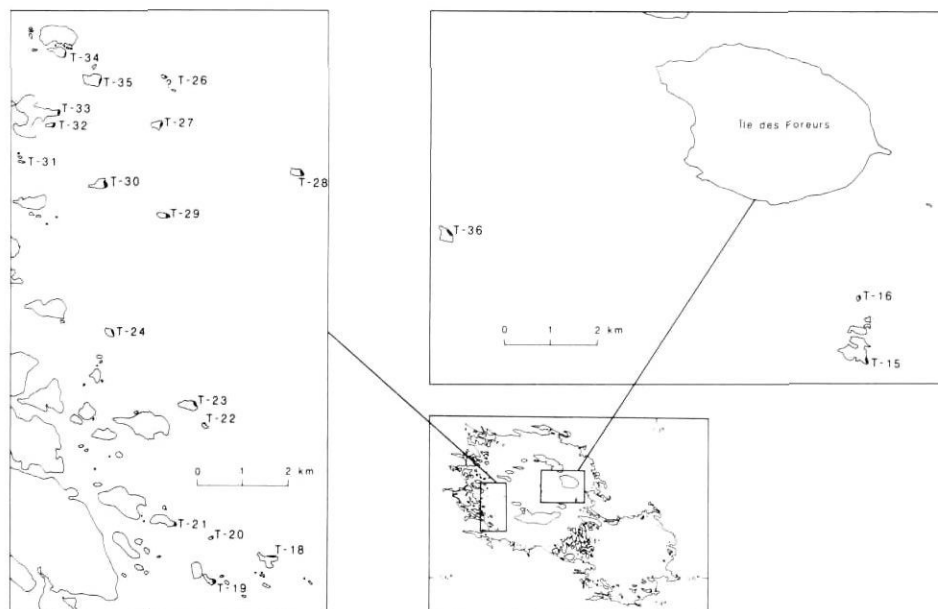 T-34
T-35
T-26
T-33
T-32
T-27
T-31
T-30
T-28
T-29
T-24
T-23
T-22
0 1 2 km
T-21
T-20
T-18
T-19
Île des Foreurs
T-36
T-16
0 1 2 km
T-15